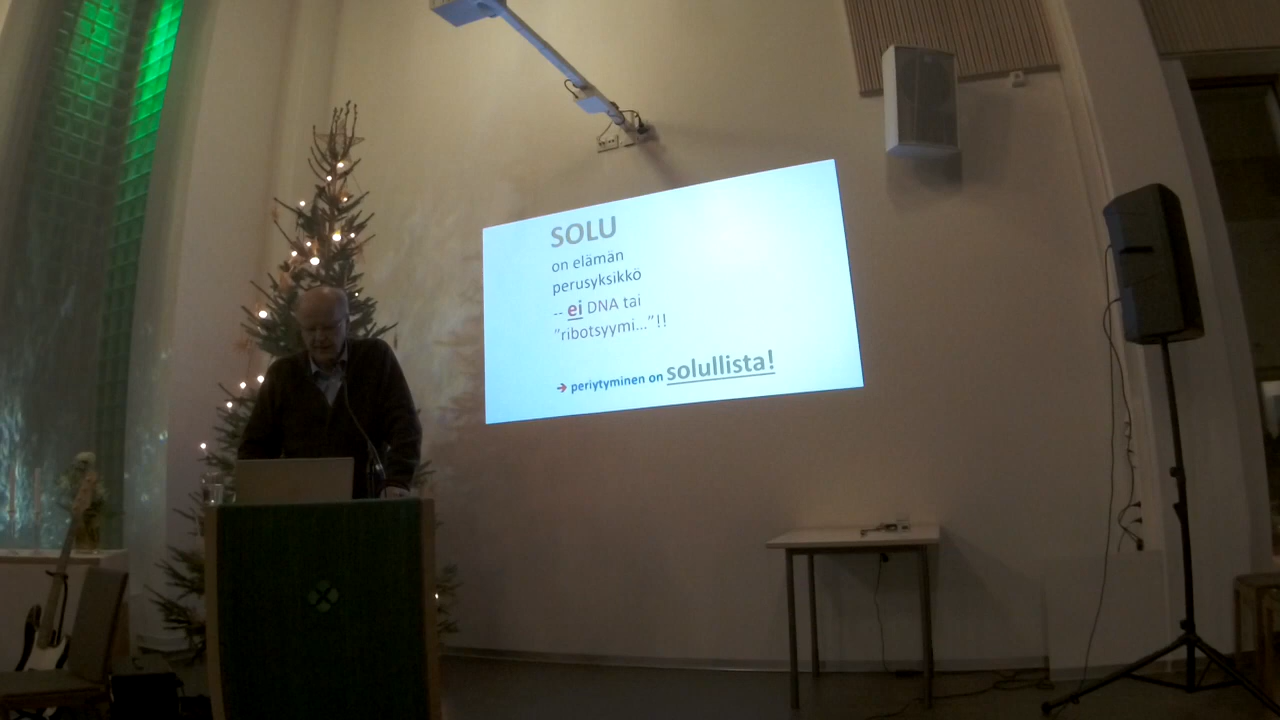 SOLU
on elämän
perusyksikkö
-- ei DNA tai
"ribotsyymi..."!!
➔ periytyminen on solullista!